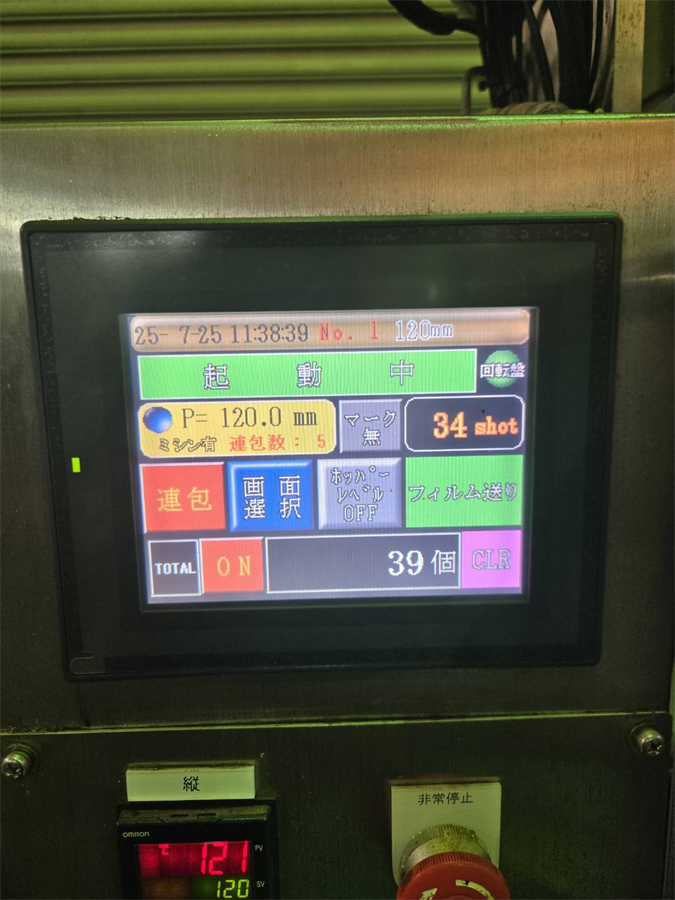 25- 7-25 11:38:39 No. 1 120mm
起動中 回転盤
P= 120.0 mm
ミシン有 連包数: 5
マーク
無
34 shot
連包
画面
選択
ホッパー
レベル
OFF
フィルム送り
TOTAL ON 39 個 CLR
縦
非常停止
OMRON
℃ 121 PV
120 SV